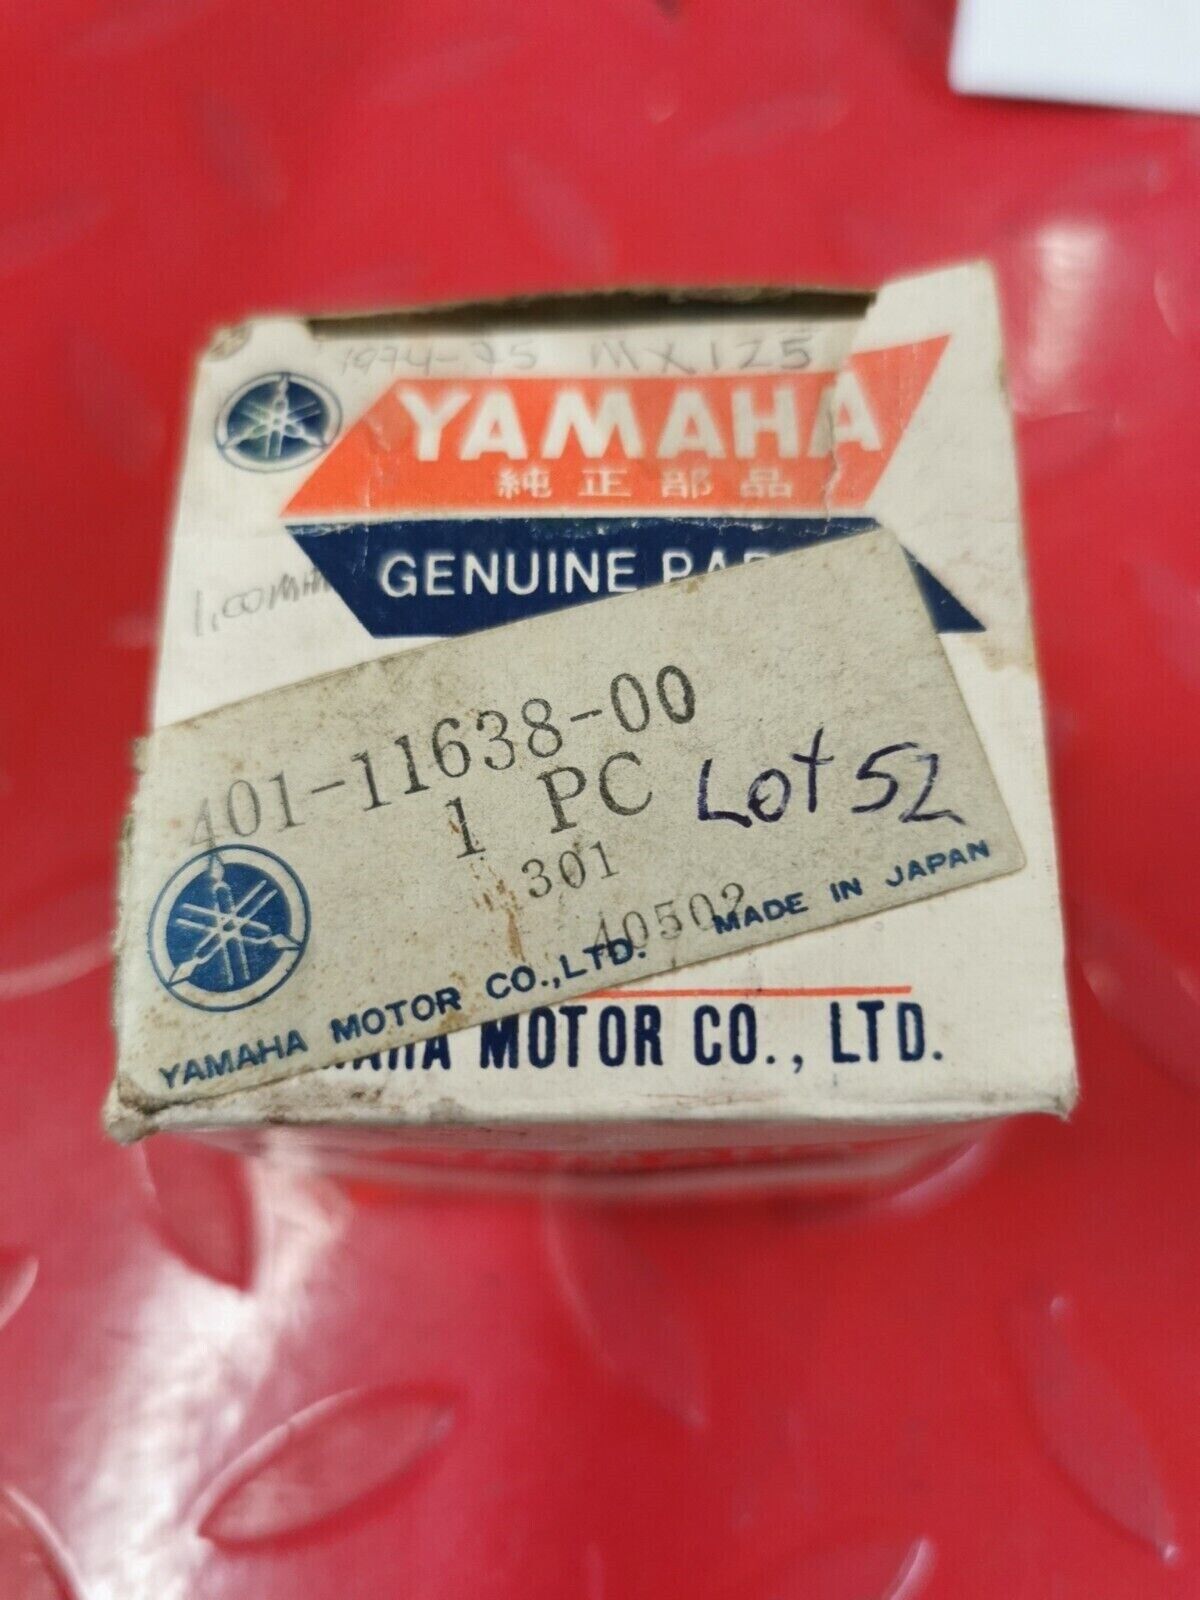 1974-75 MX125
YAMAHA
純正部品
GENUINE
1.00MM
401-11638-00
1 PC Lot 52
301
40502
YAMAHA MOTOR CO.,LTD. MADE IN JAPAN
MOTOR CO., LTD.